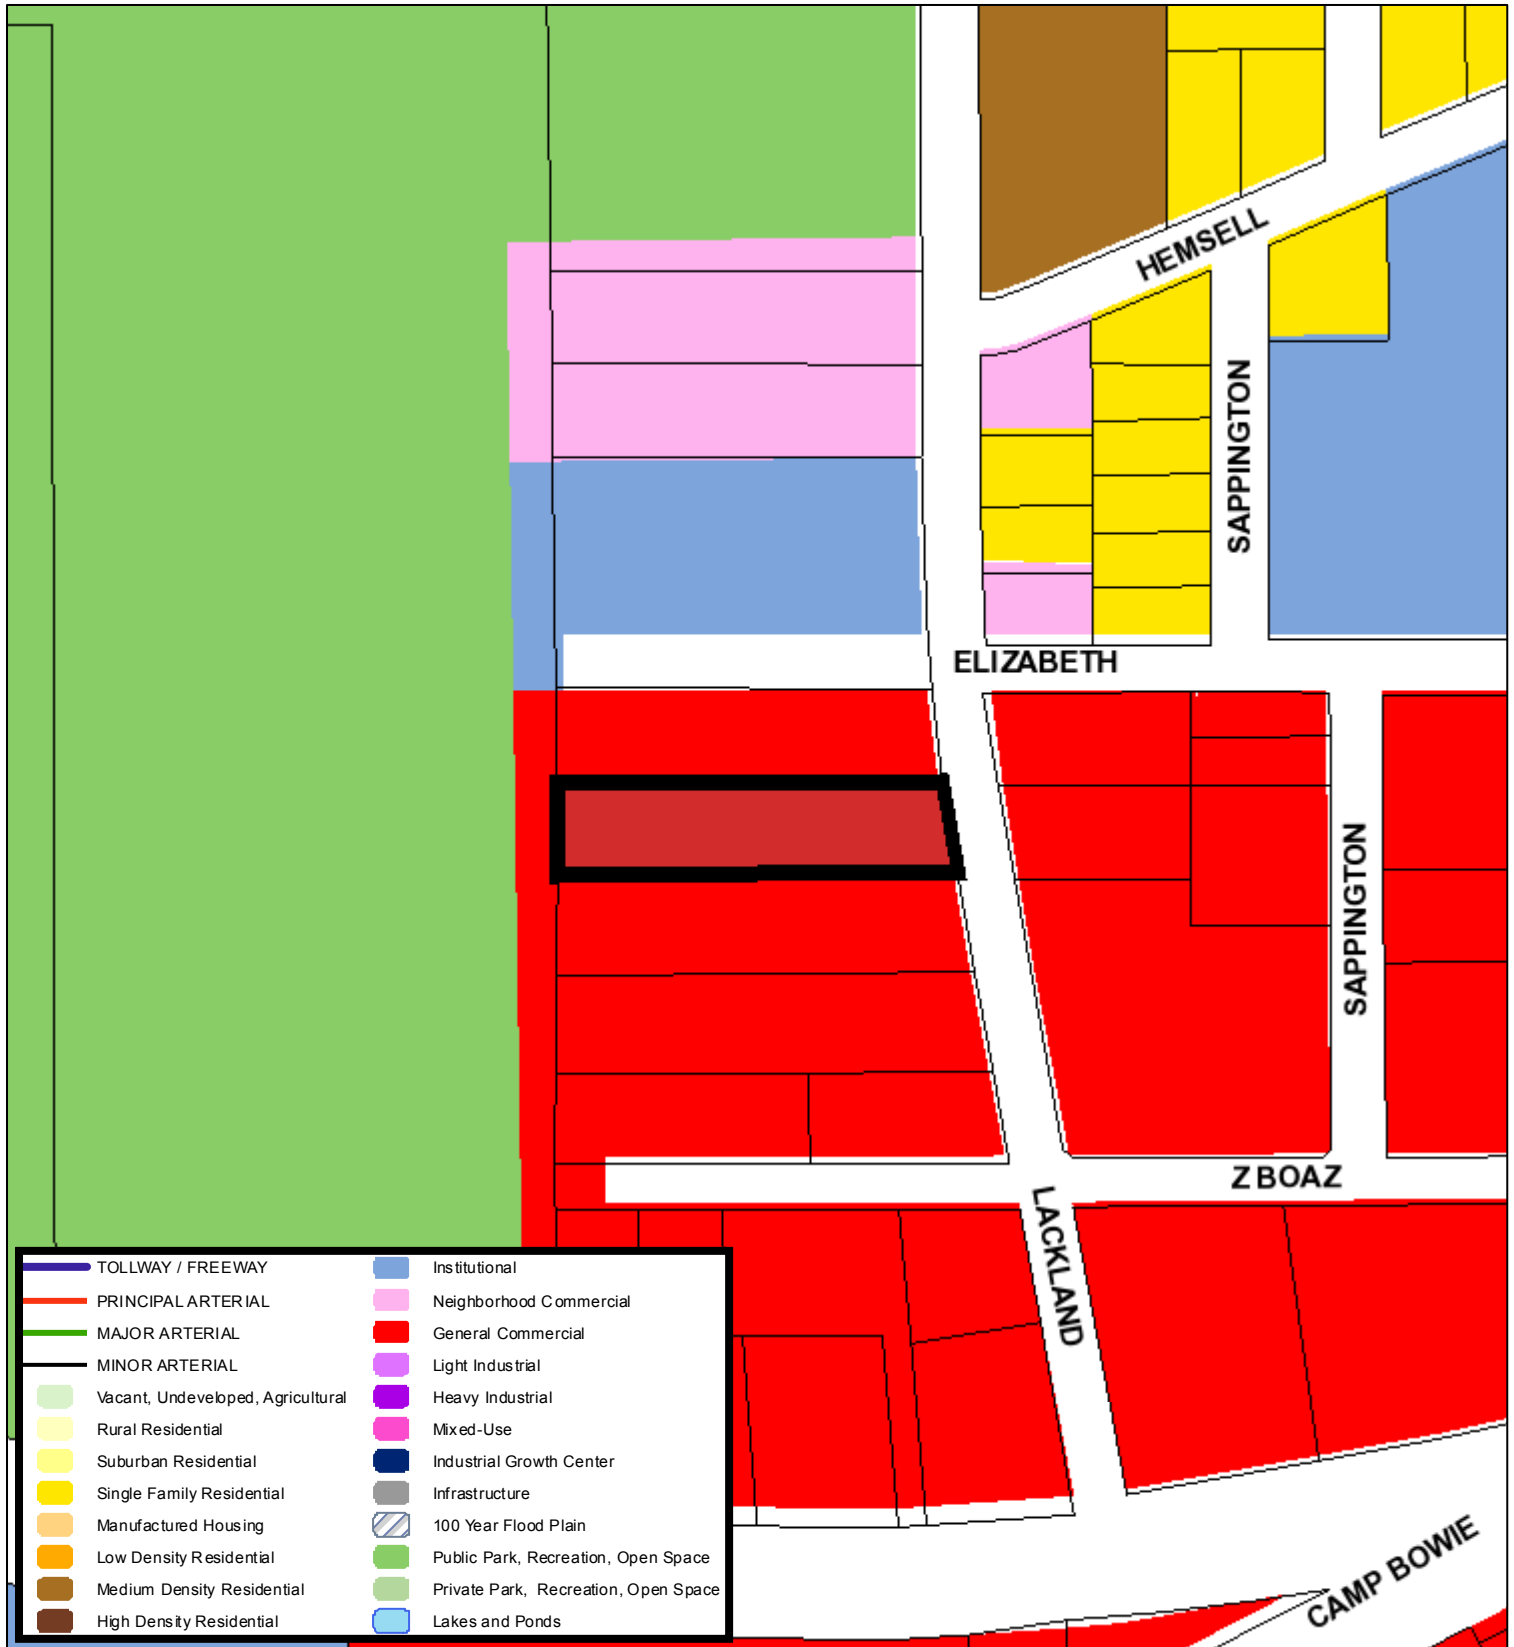 HEMSELL
SAPPINGTON
ELIZABETH
SAPPINGTON
Z BOAZ
LACKLAND
CAMP BOWIE
TOLLWAY / FREEWAY
PRINCIPAL ARTERIAL
MAJOR ARTERIAL
MINOR ARTERIAL
Vacant, Undeveloped, Agricultural
Rural Residential
Suburban Residential
Single Family Residential
Manufactured Housing
Low Density Residential
Medium Density Residential
High Density Residential
Institutional
Neighborhood Commercial
General Commercial
Light Industrial
Heavy Industrial
Mixed-Use
Industrial Growth Center
Infrastructure
100 Year Flood Plain
Public Park, Recreation, Open Space
Private Park, Recreation, Open Space
Lakes and Ponds